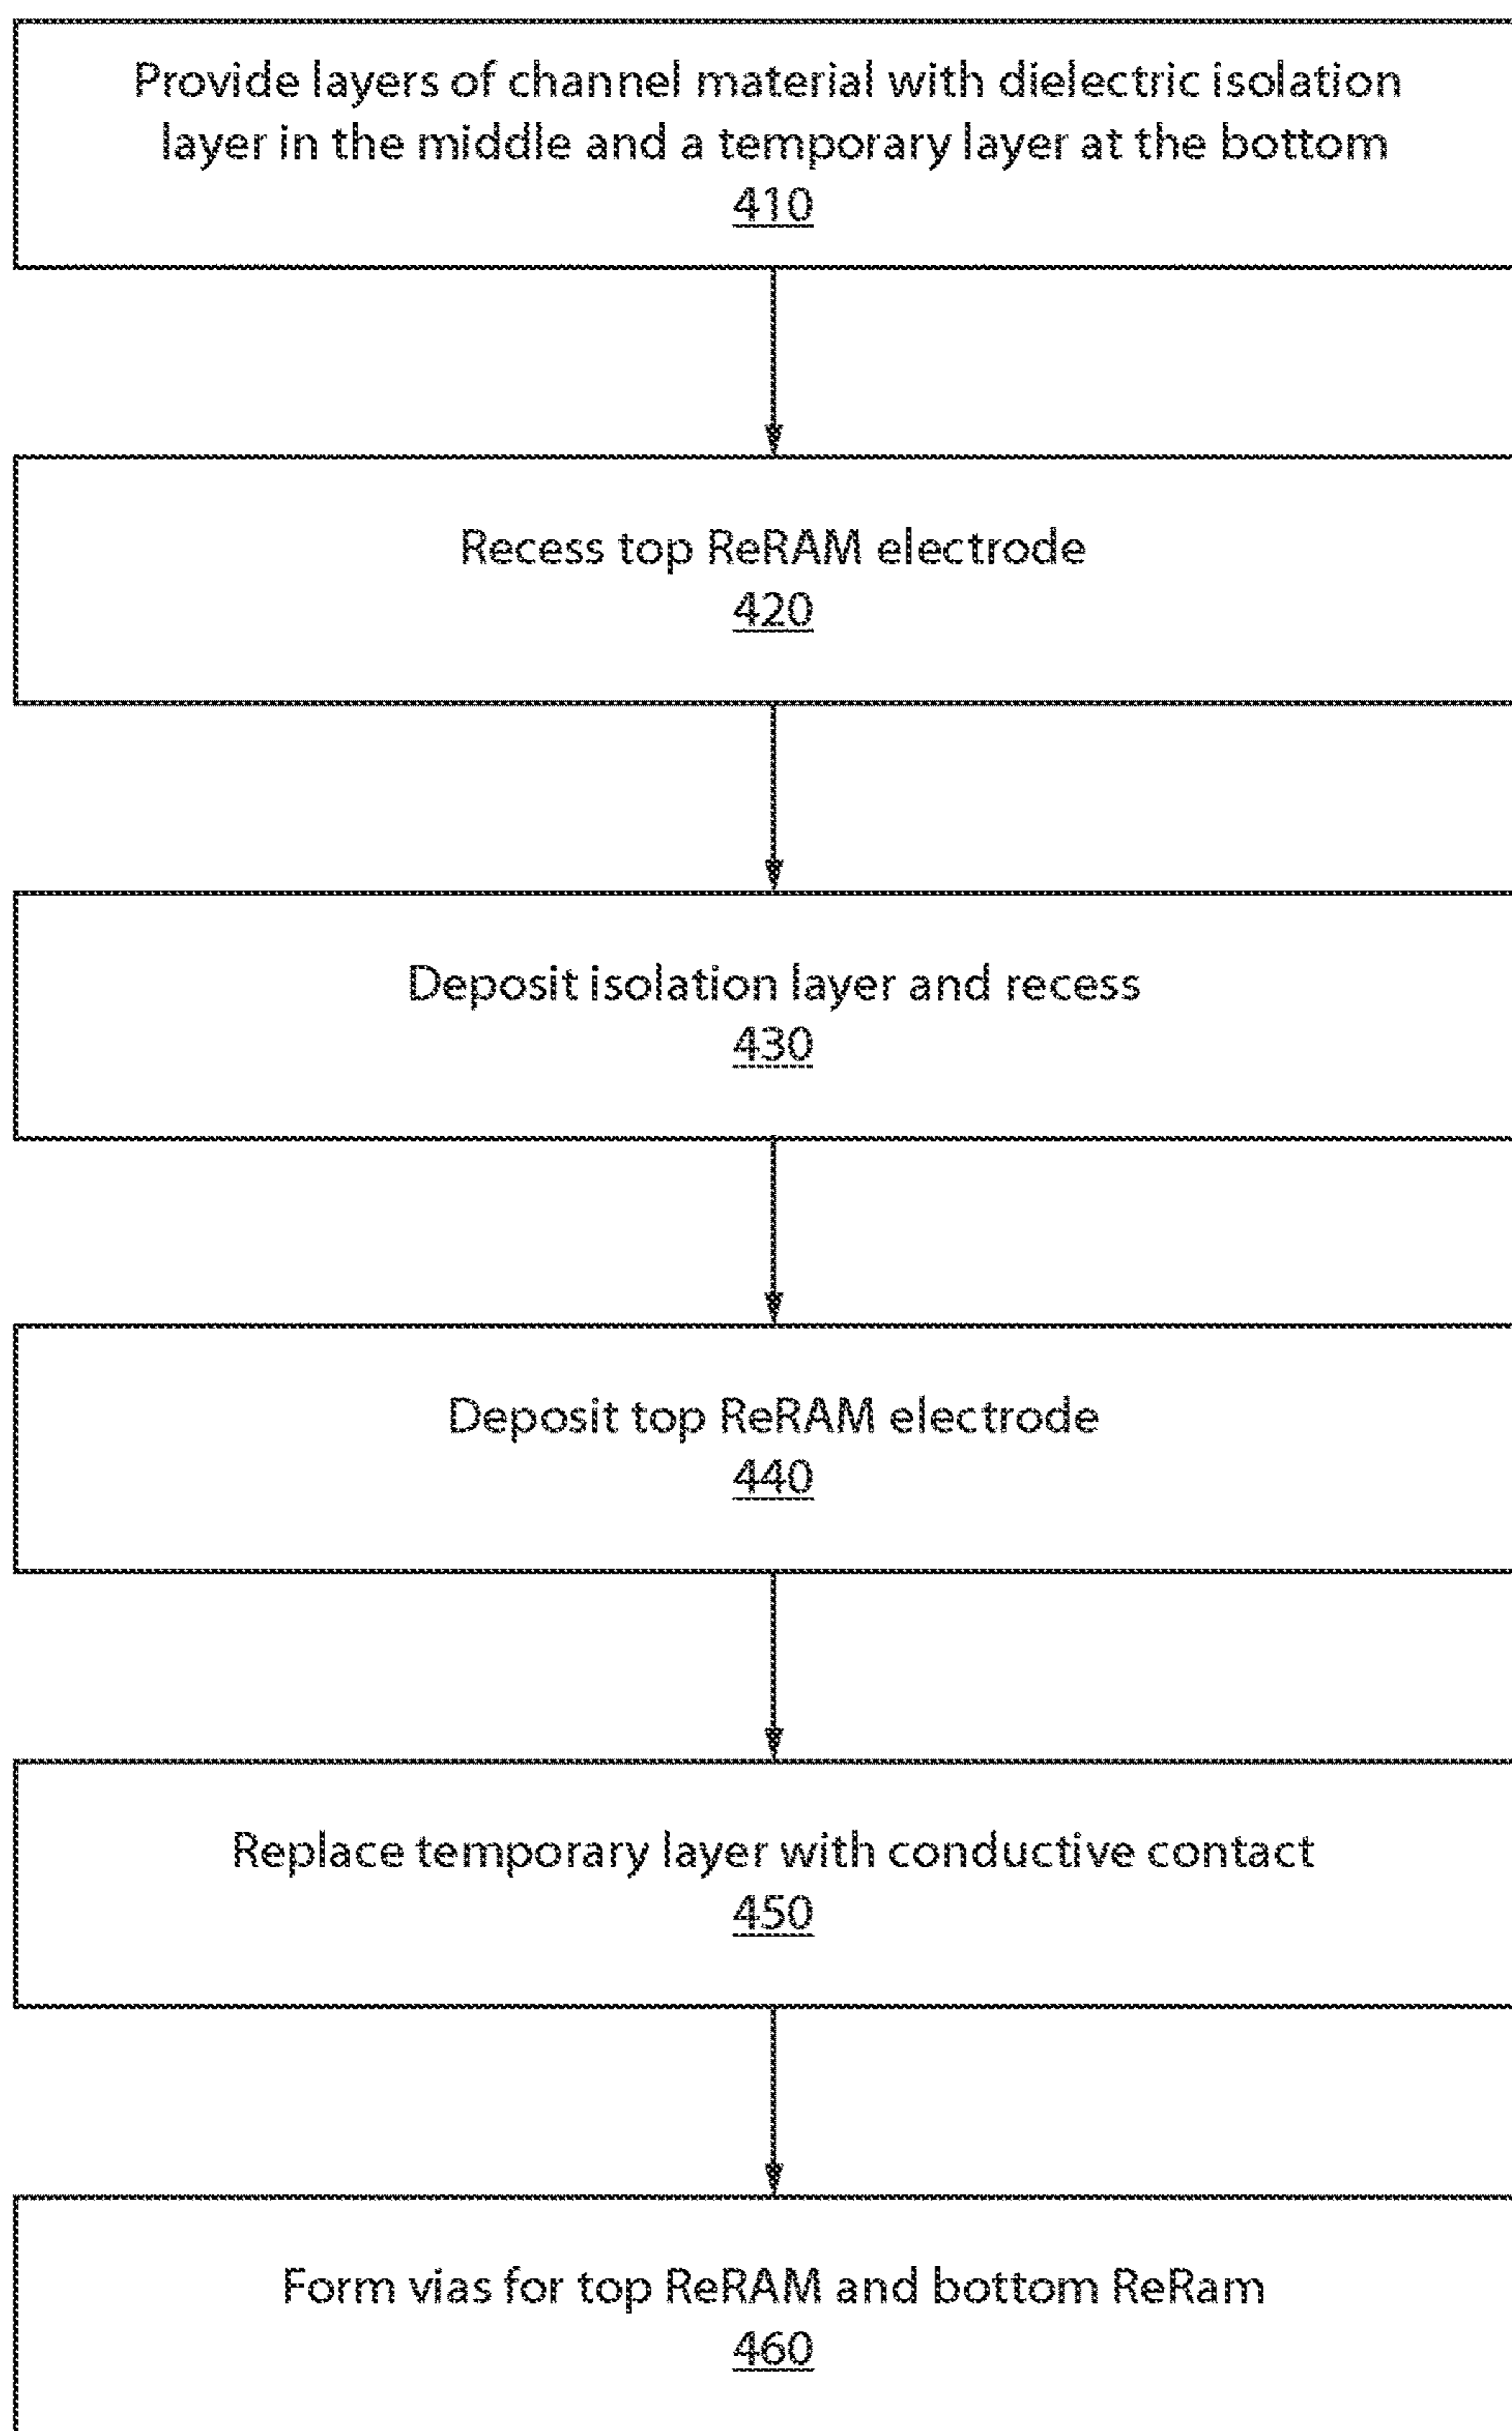 Provide layers of channel material with dielectric isolation
layer in the middle and a temporary layer at the bottom
410
Recess top ReRAM electrode
420
Deposit isolation layer and recess
430
Deposit top ReRAM electrode
440
Replace temporary layer with conductive contact
450
Form vias for top ReRAM and bottom ReRam
460